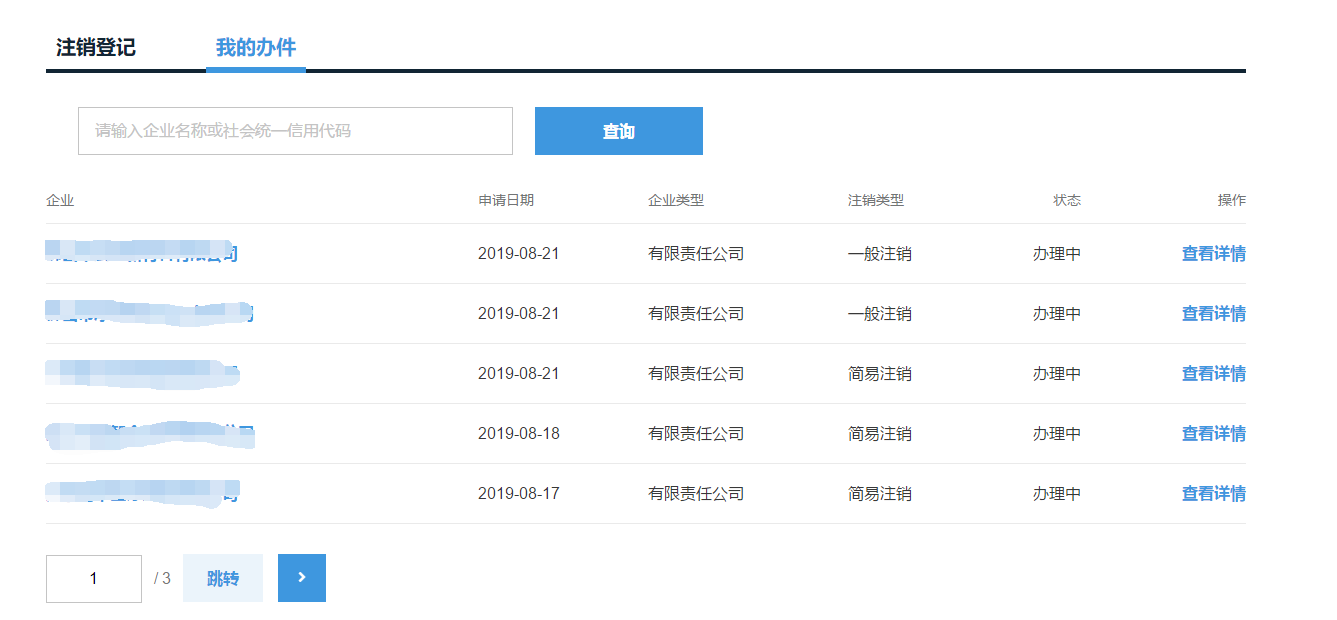 注销登记 我的办件
请输入企业名称或社会统一信用代码 查询
企业 申请日期 企业类型 注销类型 状态 操作
2019-08-21 有限责任公司 一般注销 办理中 查看详情
2019-08-21 有限责任公司 一般注销 办理中 查看详情
2019-08-21 有限责任公司 简易注销 办理中 查看详情
2019-08-18 有限责任公司 简易注销 办理中 查看详情
2019-08-17 有限责任公司 简易注销 办理中 查看详情
1 / 3 跳转 >